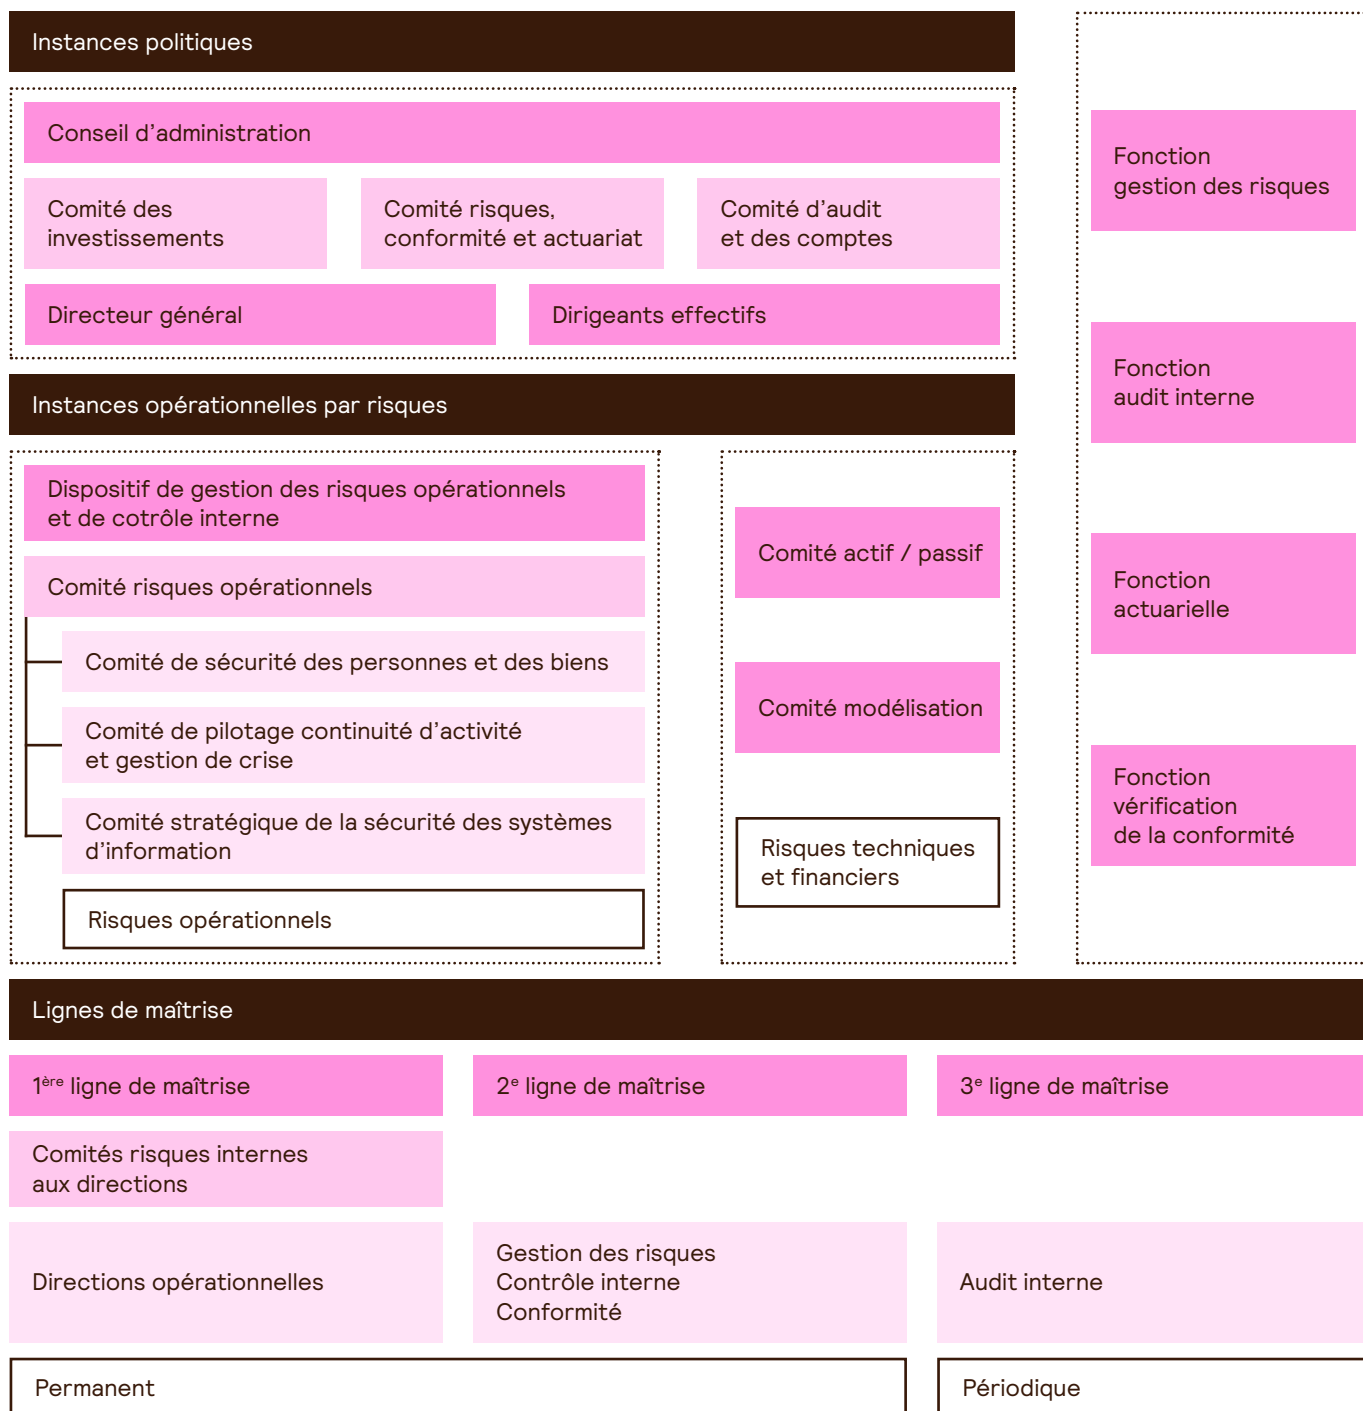 Instances politiques
Conseil d’administration
Comité des
investissements
Comité risques,
conformité et actuariat
Comité d’audit
et des comptes
Directeur général
Dirigeants effectifs
Instances opérationnelles par risques
Dispositif de gestion des risques opérationnels
et de cotrôle interne
Comité risques opérationnels
Comité de sécurité des personnes et des biens
Comité de pilotage continuité d’activité
et gestion de crise
Comité stratégique de la sécurité des systèmes
d’information
Risques opérationnels
Comité actif / passif
Comité modélisation
Risques techniques
et financiers
Fonction
gestion des risques
Fonction
audit interne
Fonction
actuarielle
Fonction
vérification
de la conformité
Lignes de maîtrise
1ère ligne de maîtrise
2e ligne de maîtrise
3e ligne de maîtrise
Comités risques internes
aux directions
Directions opérationnelles
Gestion des risques
Contrôle interne
Conformité
Audit interne
Permanent
Périodique